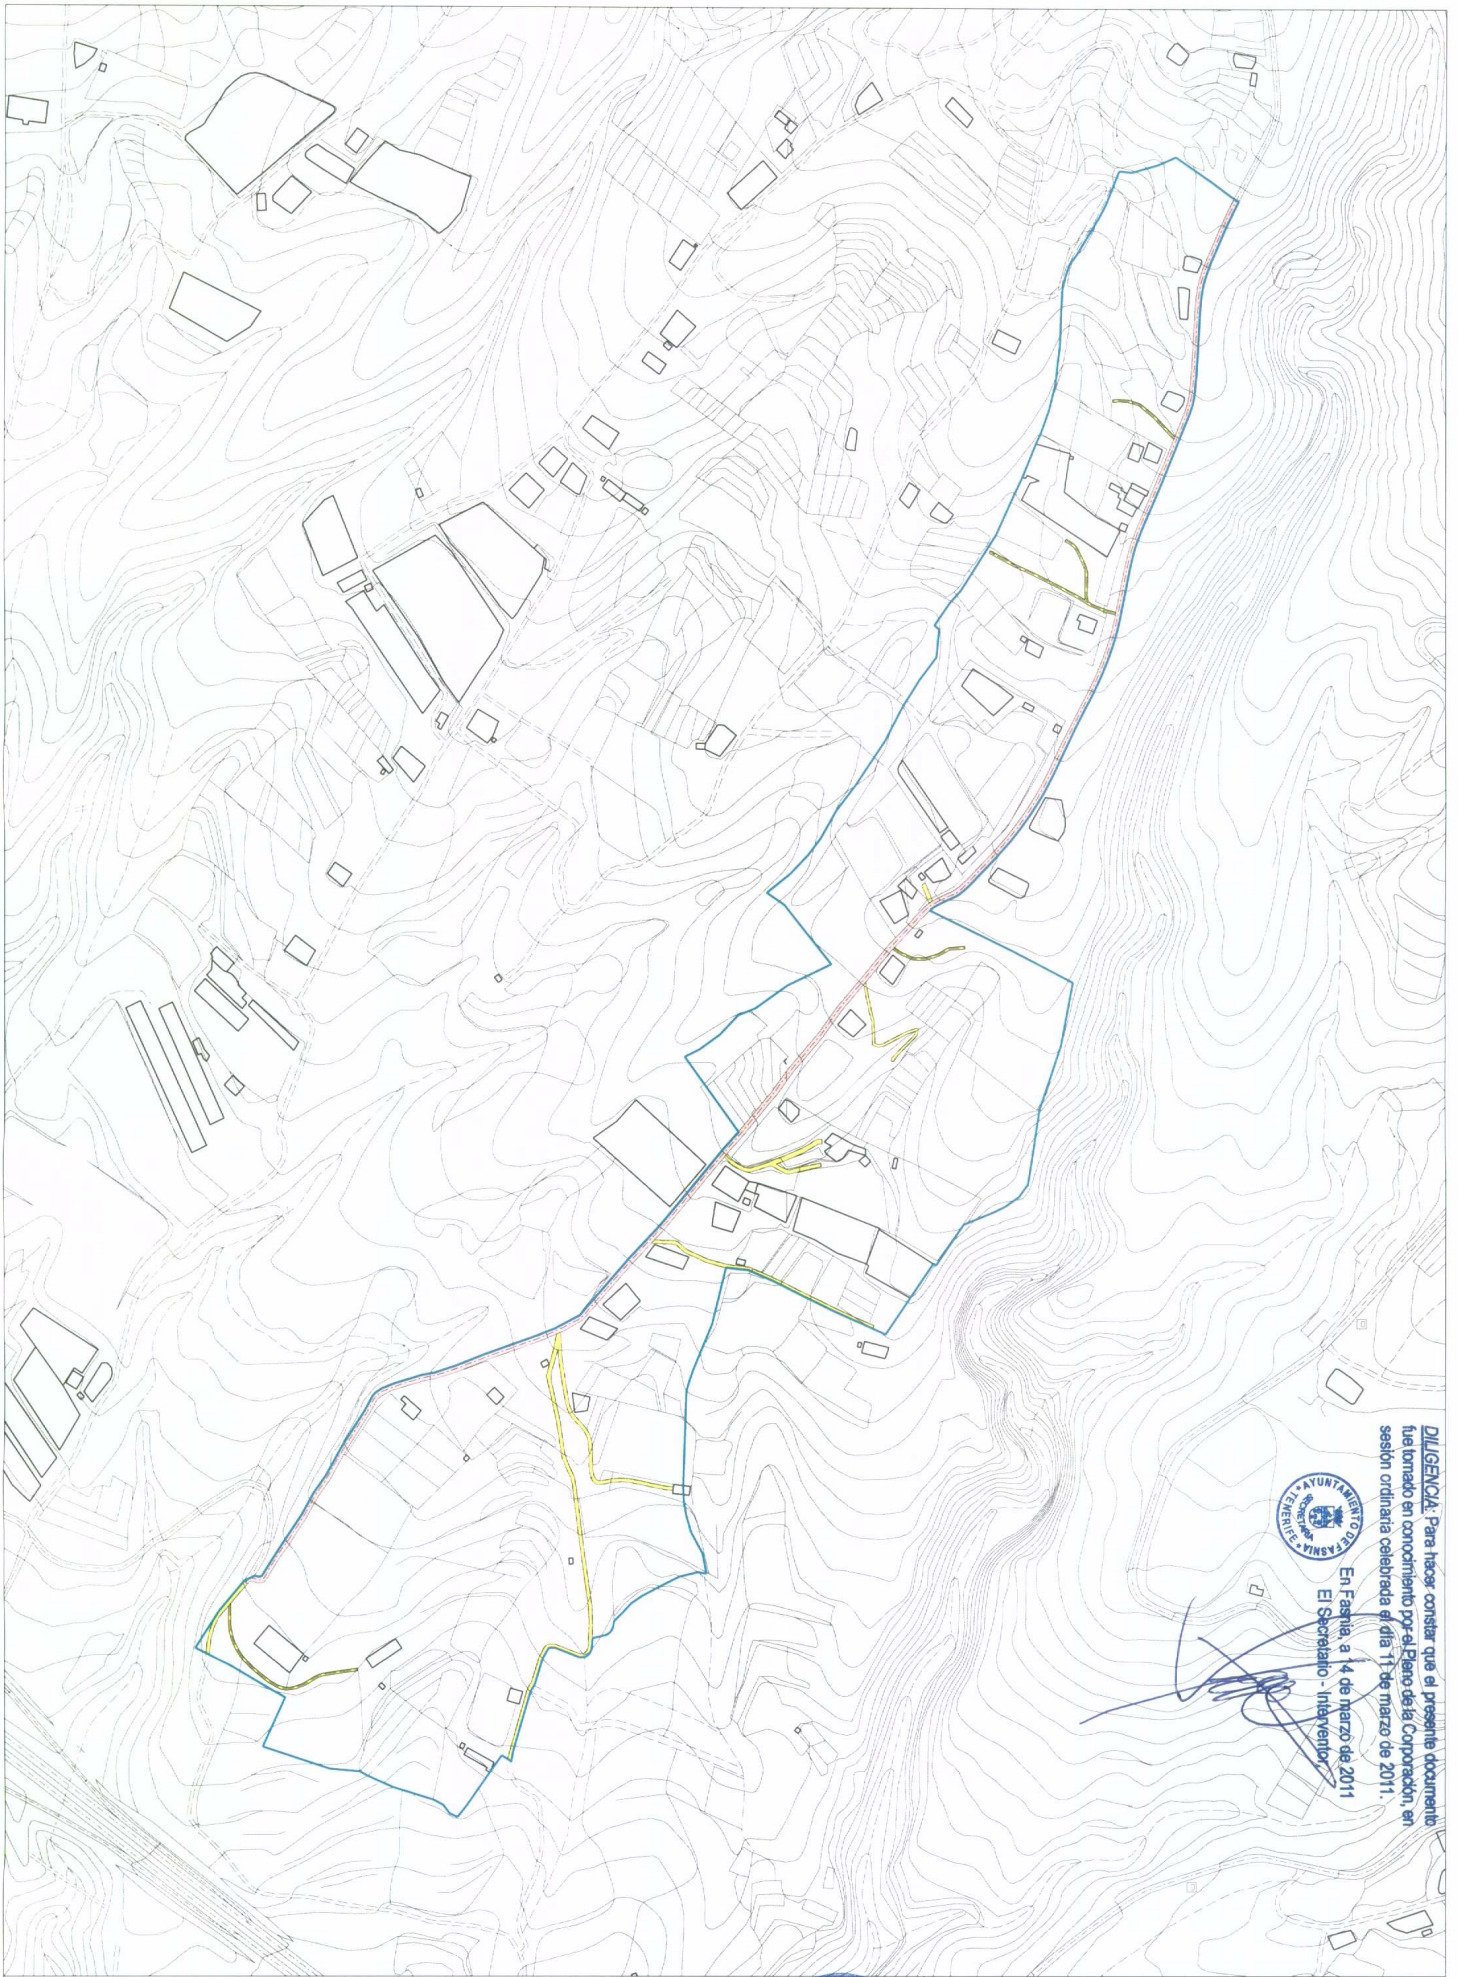 DILIGENCIA: Para hacer constar que el presente documento
fue tomado en conocimiento por el Pleno de la Corporación, en
sesión ordinaria celebrada el día 11 de marzo de 2011.
En Fasnia, a 14 de marzo de 2011
El Secretario - Interventor
AYUNTAMIENTO DE FASNIA
SECRETARIA
* TENERIFE *